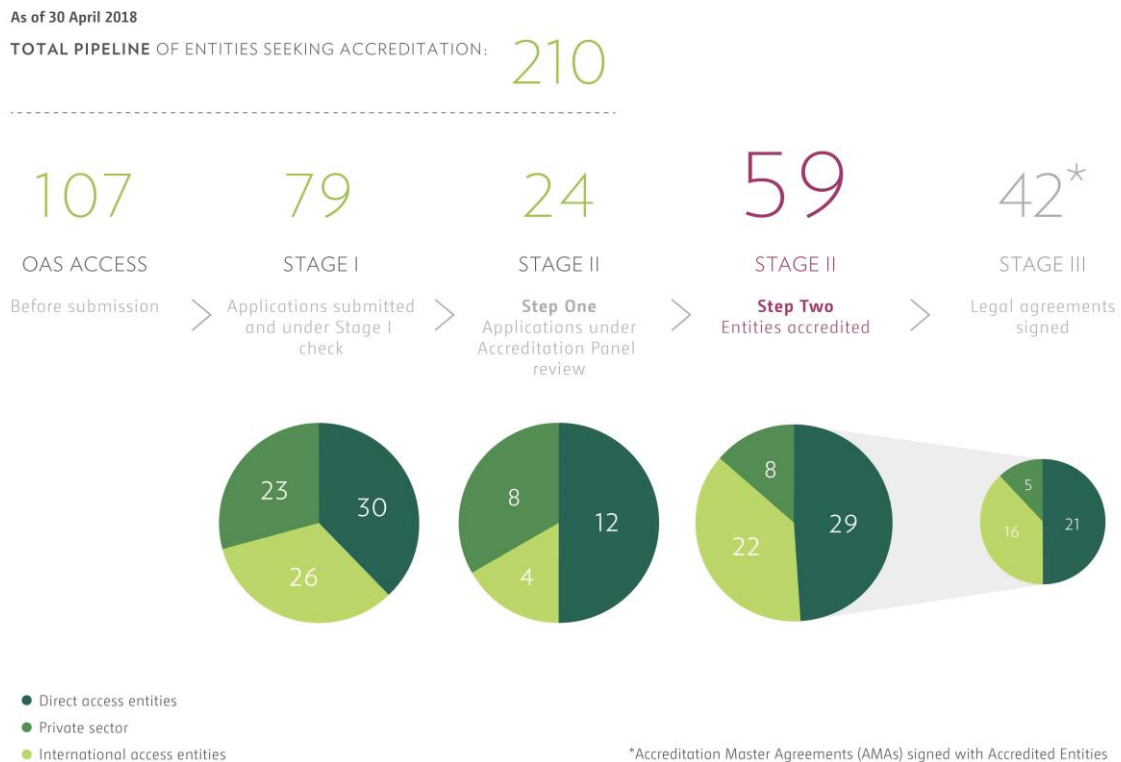 As of 30 April 2018
TOTAL PIPELINE OF ENTITIES SEEKING ACCREDITATION: 210
107
OAS ACCESS
Before submission
79
STAGE I
Applications submitted
and under Stage I
check
24
STAGE II
Step One
Applications under
Accreditation Panel
review
59
STAGE II
Step Two
Entities accredited
42*
STAGE III
Legal agreements
signed
23
30
26
8
12
4
8
29
22
5
21
16
Direct access entities
Private sector
International access entities
*Accreditation Master Agreements (AMAs) signed with Accredited Entities